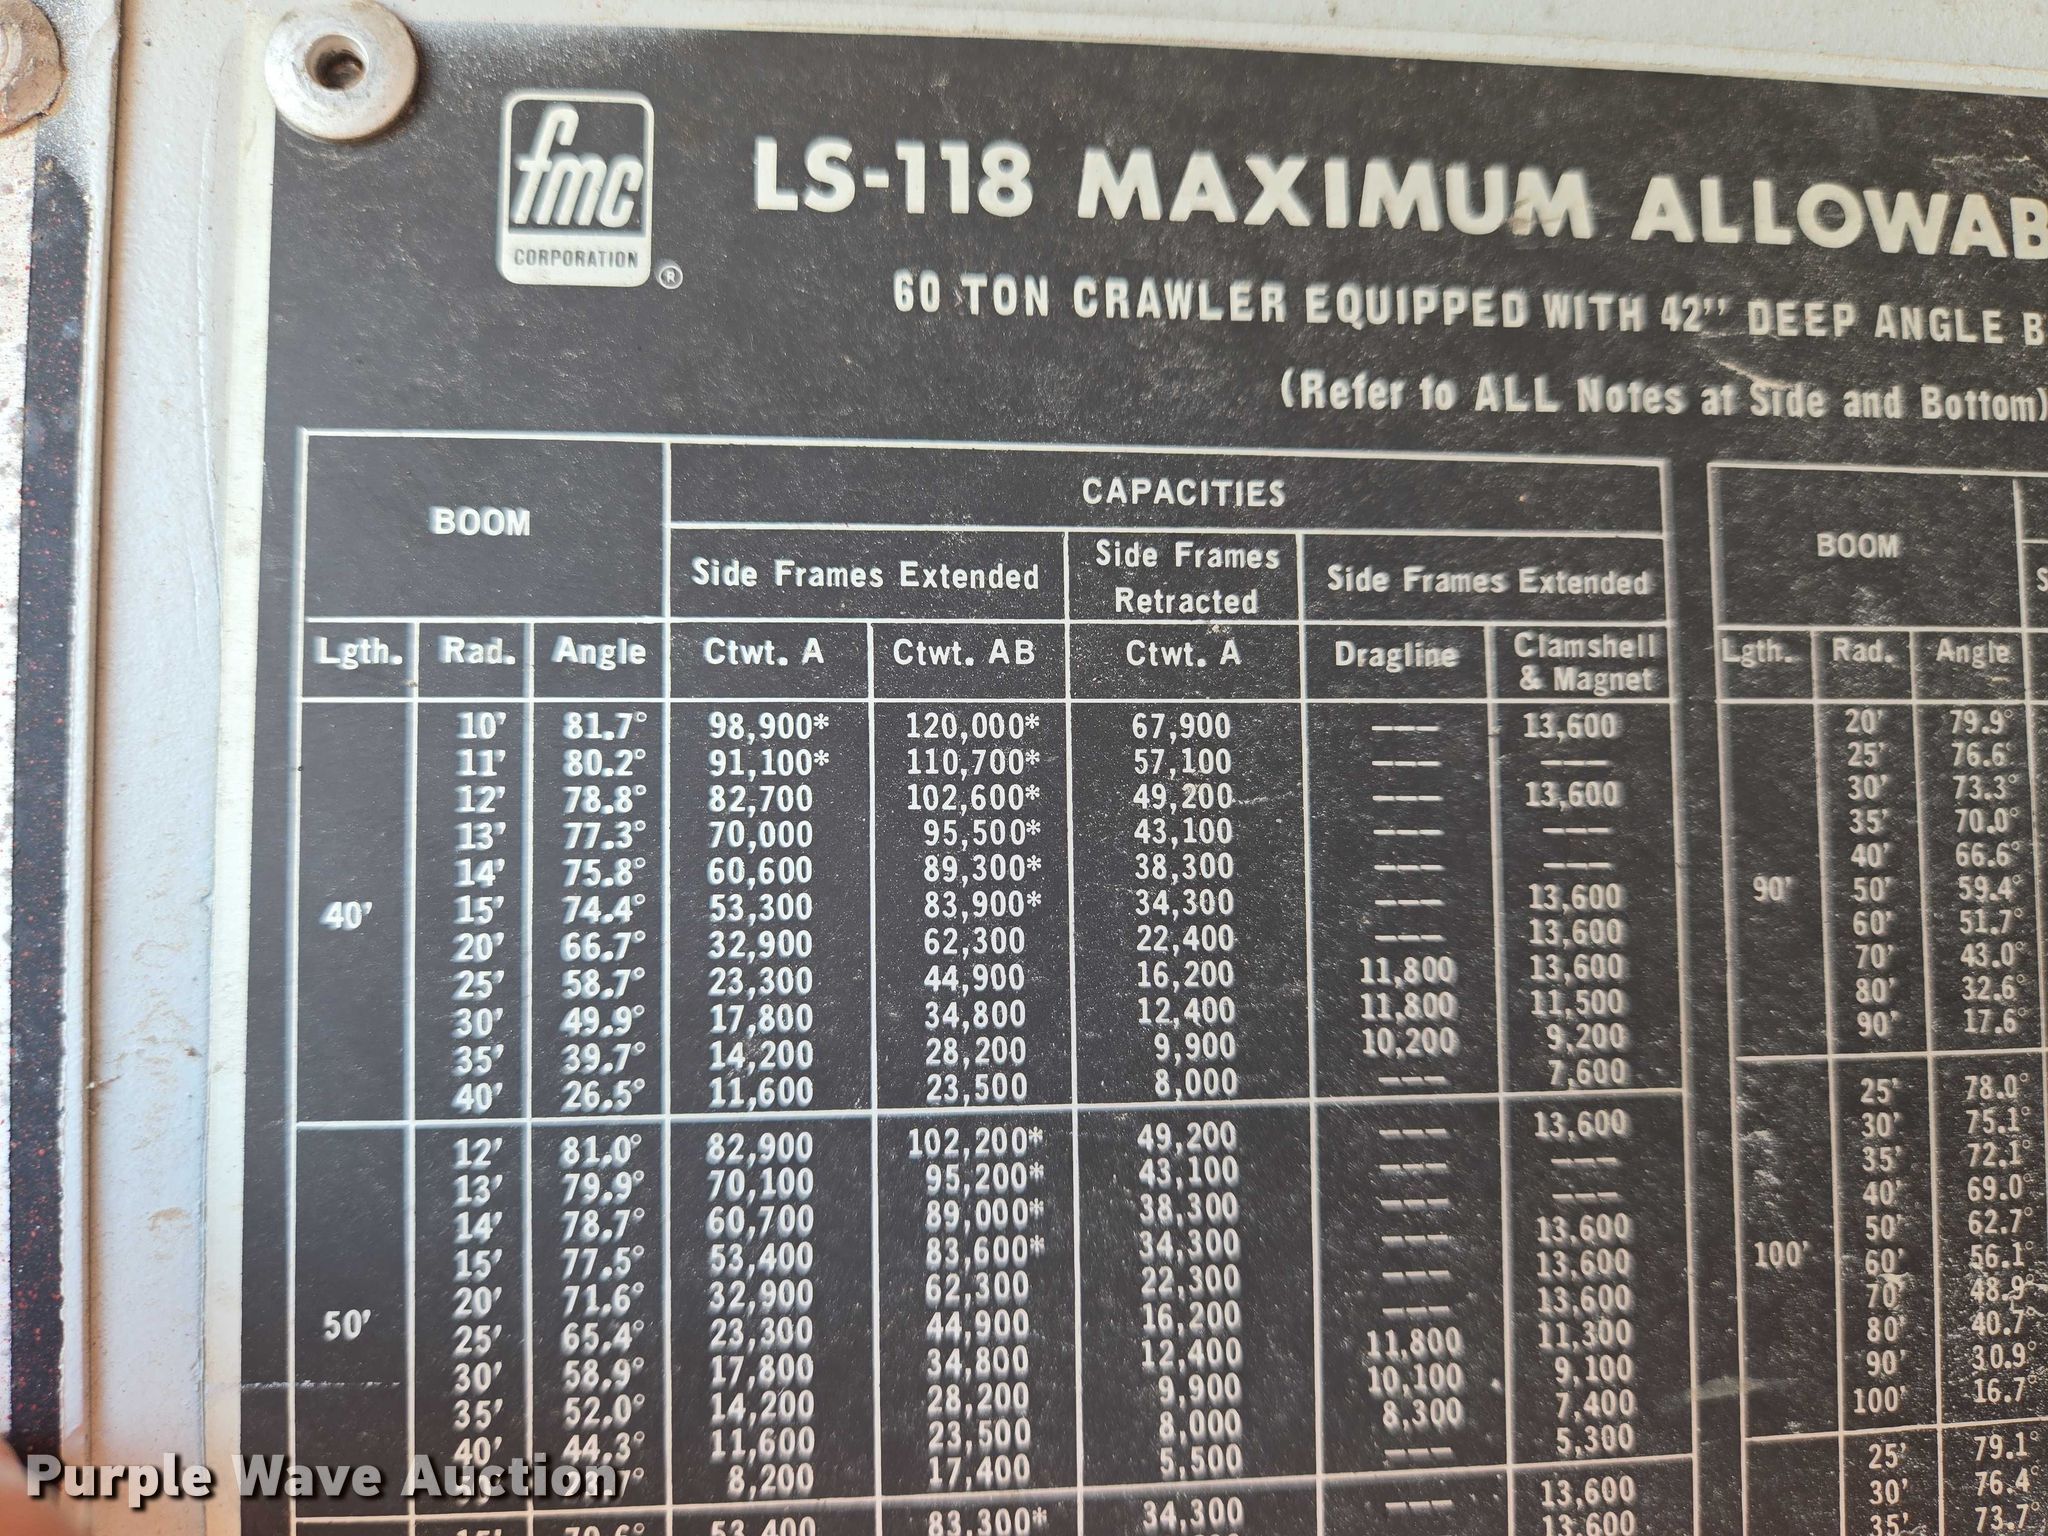 fmc
CORPORATION
®
LS-118 MAXIMUM ALLOWAB
60 TON CRAWLER EQUIPPED WITH 42" DEEP ANGLE B
(Refer to ALL Notes at Side and Bottom)
BOOM CAPACITIES BOOM
Side Frames Extended Side Frames Retracted Side Frames Extended S
Lgth. Rad. Angle Ctwt. A Ctwt. AB Ctwt. A Dragline Clamshell & Magnet Lgth. Rad. Angle
40'
10' 81.7° 98,900* 120,000* 67,900 --- 13,600
11' 80.2° 91,100* 110,700* 57,100 --- ---
12' 78.8° 82,700 102,600* 49,200 --- 13,600
13' 77.3° 70,000 95,500* 43,100 --- ---
14' 75.8° 60,600 89,300* 38,300 --- ---
15' 74.4° 53,300 83,900* 34,300 --- 13,600
20' 66.7° 32,900 62,300 22,400 --- 13,600
25' 58.7° 23,300 44,900 16,200 11,800 13,600
30' 49.9° 17,800 34,800 12,400 11,800 11,500
35' 39.7° 14,200 28,200 9,900 10,200 9,200
40' 26.5° 11,600 23,500 8,000 --- 7,600
50'
12' 81.0° 82,900 102,200* 49,200 --- 13,600
13' 79.9° 70,100 95,200* 43,100 --- ---
14' 78.7° 60,700 89,000* 38,300 --- ---
15' 77.5° 53,400 83,600* 34,300 --- 13,600
20' 71.6° 32,900 62,300 22,300 --- 13,600
25' 65.4° 23,300 44,900 16,200 --- 13,600
30' 58.9° 17,800 34,800 12,400 11,800 11,300
35' 52.0° 14,200 28,200 9,900 10,100 9,100
40' 44.3° 11,600 23,500 8,000 8,300 7,400
8,200 17,400 5,500 --- 5,300
53,400 83,300* 34,300 --- 13,600
13,600
90'
20' 79.9°
25' 76.6°
30' 73.3°
35' 70.0°
40' 66.6°
50' 59.4°
60' 51.7°
70' 43.0°
80' 32.6°
90' 17.6°
100'
25' 78.0°
30' 75.1°
35' 72.1°
40' 69.0°
50' 62.7°
60' 56.1°
70' 48.9°
80' 40.7°
90' 30.9°
100' 16.7°
25' 79.1°
30' 76.4°
35' 73.7°
Purple Wave Auction